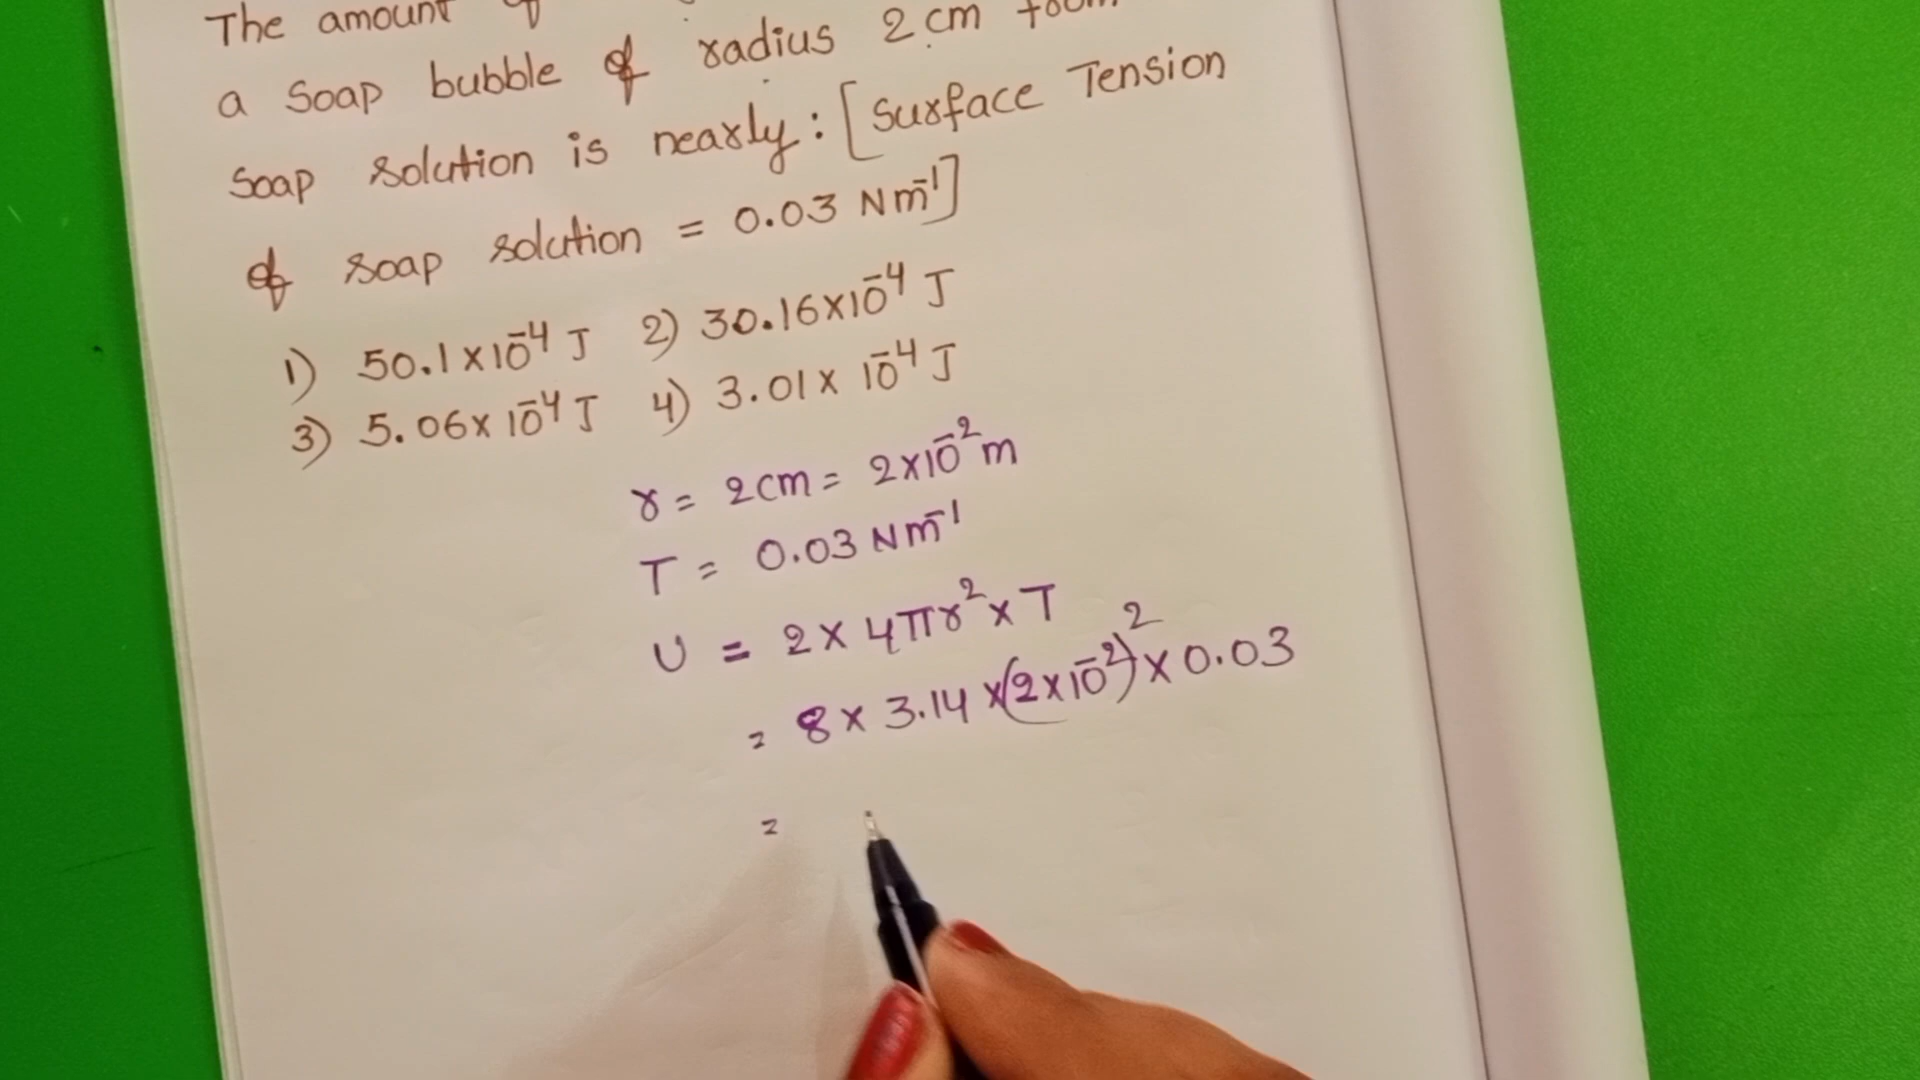 The amount
a soap bubble of radius 2 cm from
soap solution is nearly: [Surface Tension
of soap solution = 0.03 Nm⁻¹]
1) 50.1×10⁻⁴ J 2) 30.16×10⁻⁴ J
3) 5.06×10⁻⁴ J 4) 3.01×10⁻⁴ J
r = 2cm = 2×10⁻² m
T = 0.03 Nm⁻¹
U = 2 × 4πr² × T
= 8 × 3.14 × (2×10⁻²)² × 0.03
=